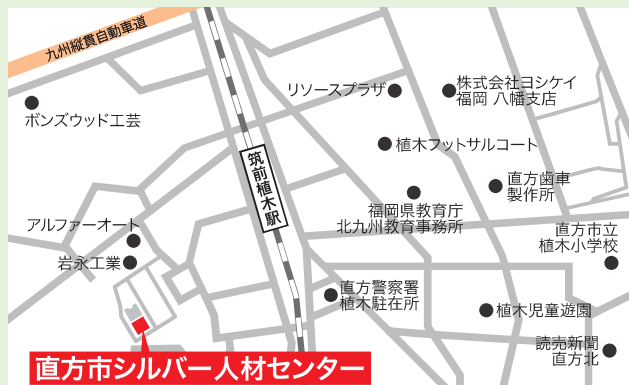 九州縦貫自動車道
ボンズウッド工芸
リソースプラザ
株式会社ヨシケイ
福岡 八幡支店
植木フットサルコート
筑前植木駅
直方歯車
製作所
福岡県教育庁
北九州教育事務所
アルファーオート
岩永工業
直方市立
植木小学校
直方警察署
植木駐在所
植木児童遊園
読売新聞
直方北
直方市シルバー人材センター